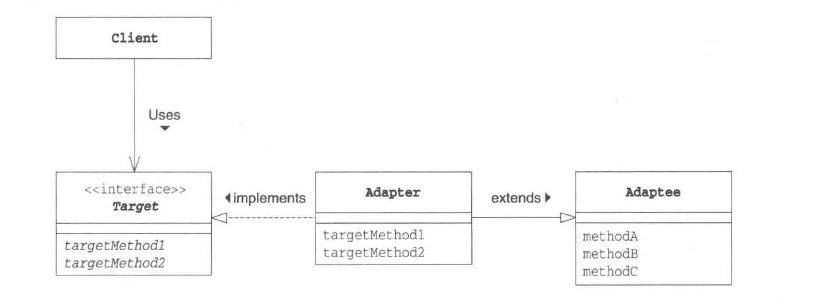 Client
Uses
<<interface>>
Target
targetMethod1
targetMethod2
implements
Adapter
targetMethod1
targetMethod2
extends
Adaptee
methodA
methodB
methodC